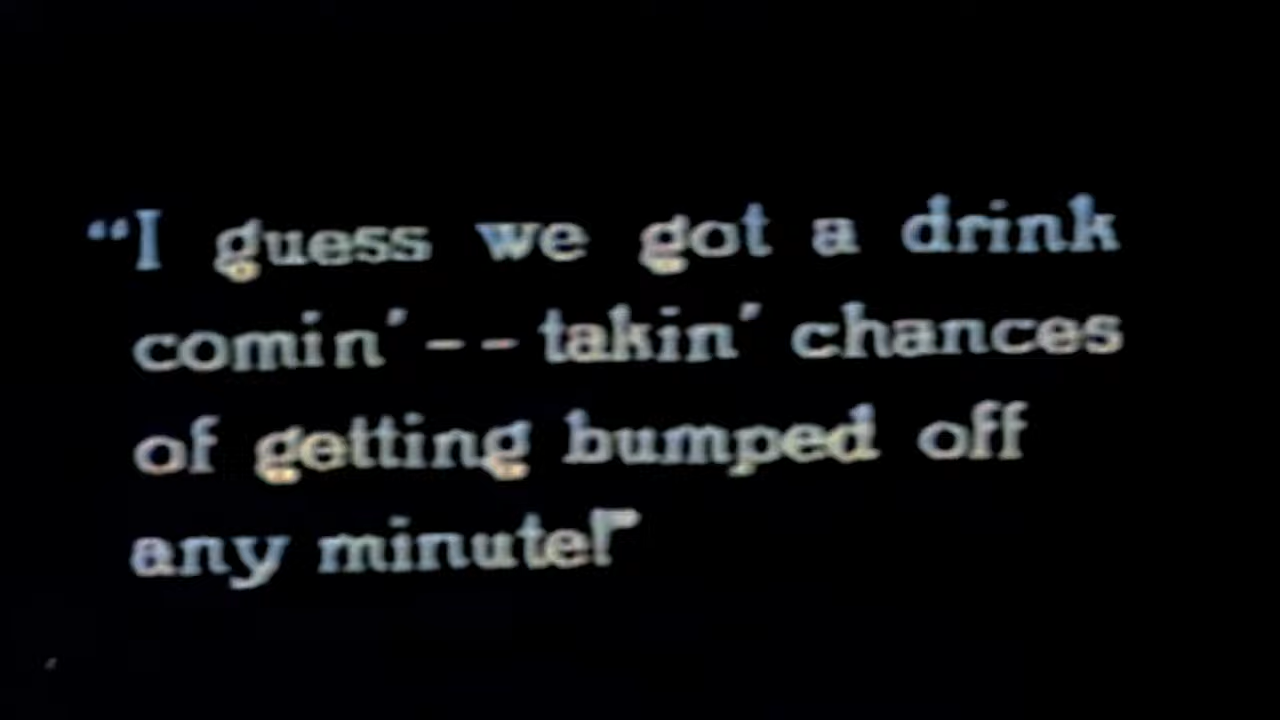 “I guess we got a drink
comin' -- takin' chances
of getting bumped off
any minute!”